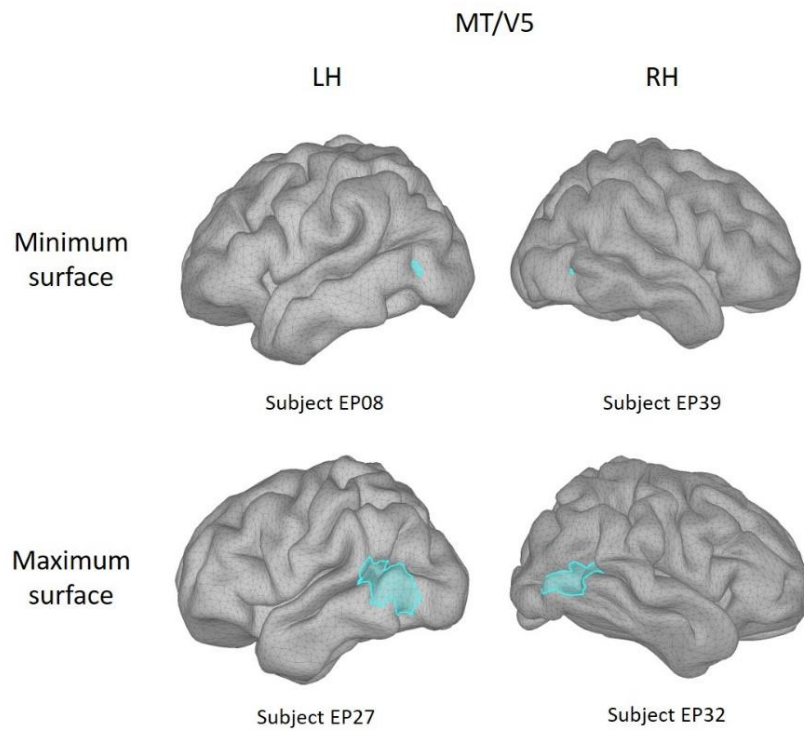 MT/V5
LH
RH
Minimum
surface
Subject EP08
Subject EP39
Maximum
surface
Subject EP27
Subject EP32